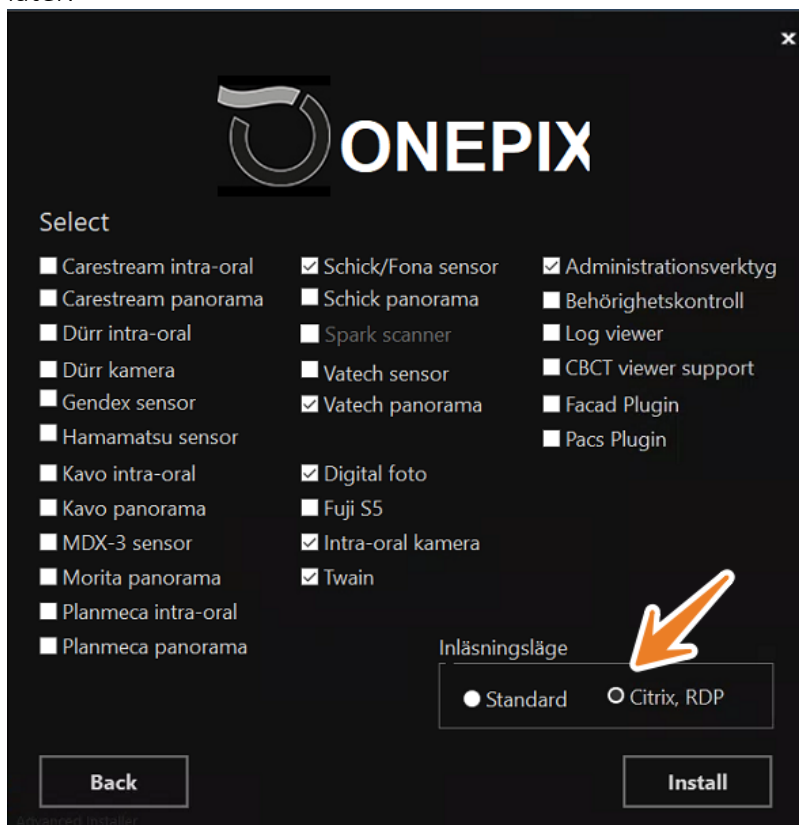 x
ONEPIX
Select
Carestream intra-oral
Carestream panorama
Dürr intra-oral
Dürr kamera
Gendex sensor
Hamamatsu sensor
Kavo intra-oral
Kavo panorama
MDX-3 sensor
Morita panorama
Planmeca intra-oral
Planmeca panorama
Schick/Fona sensor
Schick panorama
Spark scanner
Vatech sensor
Vatech panorama
Digital foto
Fuji S5
Intra-oral kamera
Twain
Administrationsverktyg
Behörighetskontroll
Log viewer
CBCT viewer support
Facad Plugin
Pacs Plugin
Inläsningsläge
Standard
Citrix, RDP
Back
Install
Advanced Installer